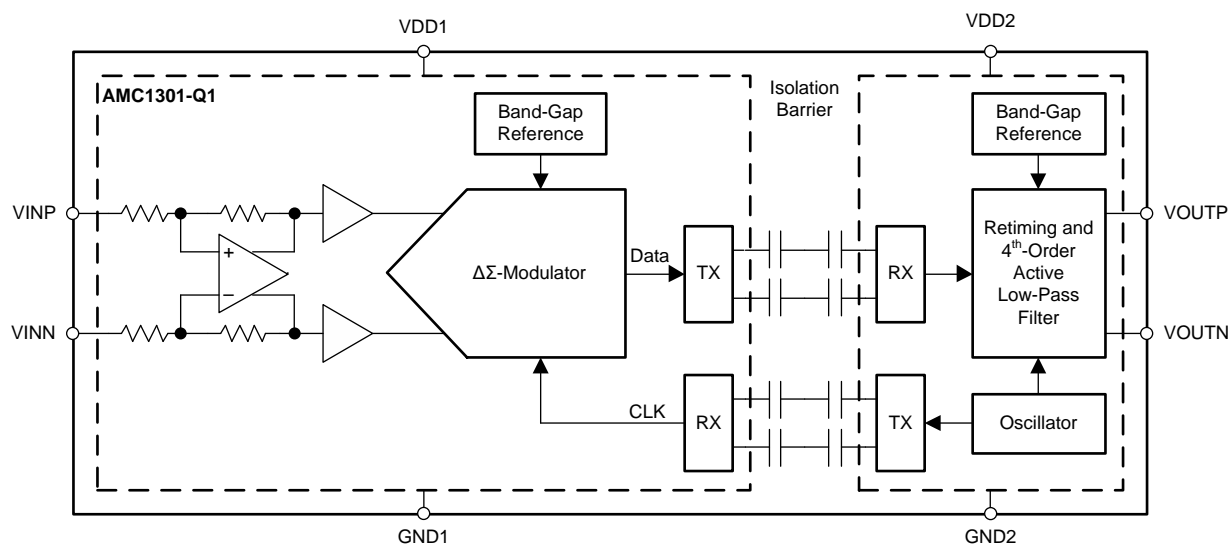 VDD1
VDD2
AMC1301-Q1
Isolation
Barrier
Band-Gap
Reference
Band-Gap
Reference
VINP
+
−
VINN
ΔΣ-Modulator
Data
TX
RX
Retiming and
4th-Order
Active
Low-Pass
Filter
VOUTP
VOUTN
CLK
RX
TX
Oscillator
GND1
GND2